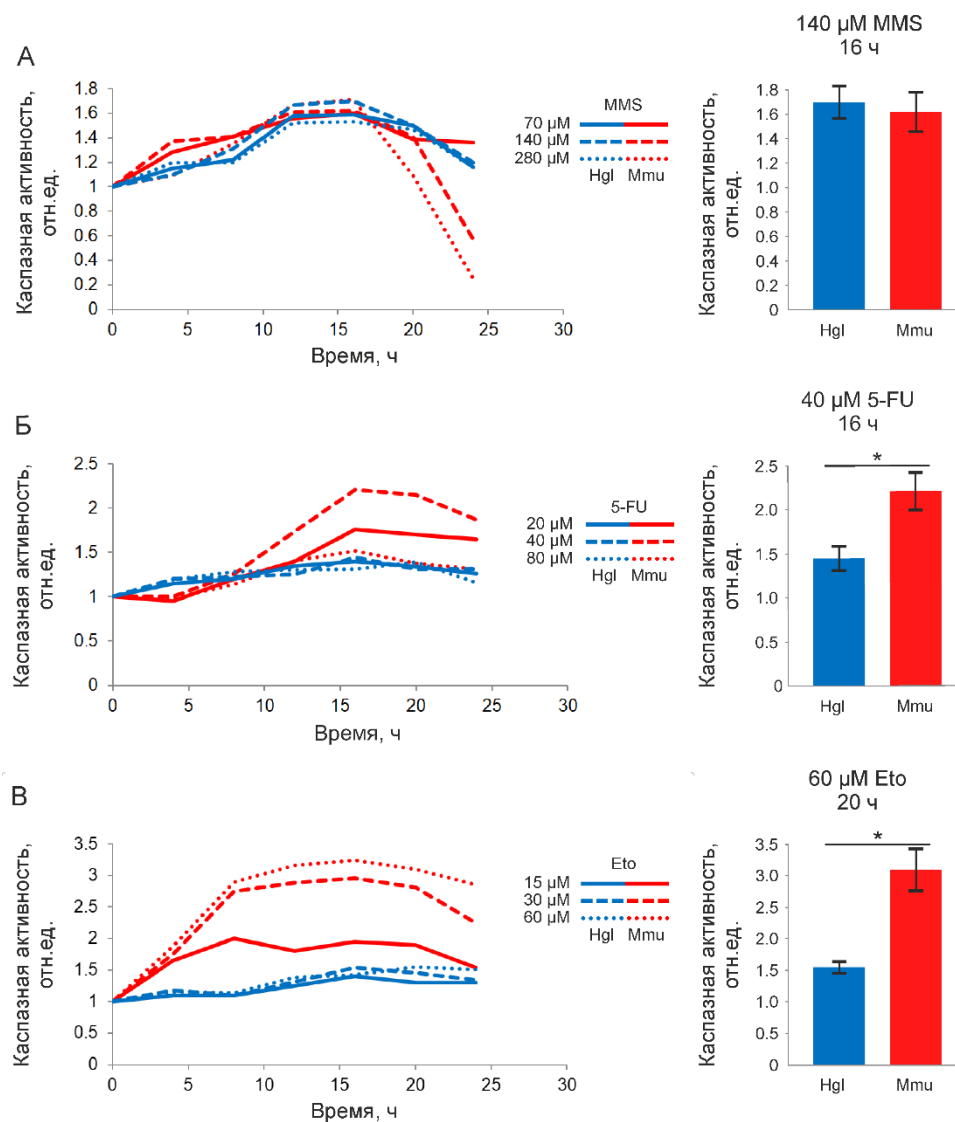 А
Каспазная активность,
отн.ед.
1.8
1.6
1.4
1.2
1
0.8
0.6
0.4
0.2
0
0 5 10 15 20 25 30
Время, ч
MMS
70 µM
140 µM
280 µM
Hgl Mmu
140 µM MMS
16 ч
Каспазная активность,
отн.ед.
1.8
1.6
1.4
1.2
1.0
0.8
0.6
0.4
0.2
0
Hgl Mmu
Б
Каспазная активность,
отн.ед.
2.5
2
1.5
1
0.5
0
0 5 10 15 20 25 30
Время, ч
5-FU
20 µM
40 µM
80 µM
Hgl Mmu
40 µM 5-FU
16 ч
*
Каспазная активность,
отн.ед.
2.5
2.0
1.5
1.0
0.5
0
Hgl Mmu
В
Каспазная активность,
отн.ед.
3.5
3
2.5
2
1.5
1
0.5
0
0 5 10 15 20 25 30
Время, ч
Eto
15 µM
30 µM
60 µM
Hgl Mmu
60 µM Eto
20 ч
*
Каспазная активность,
отн.ед.
3.5
3.0
2.5
2.0
1.5
1.0
0.5
0
Hgl Mmu